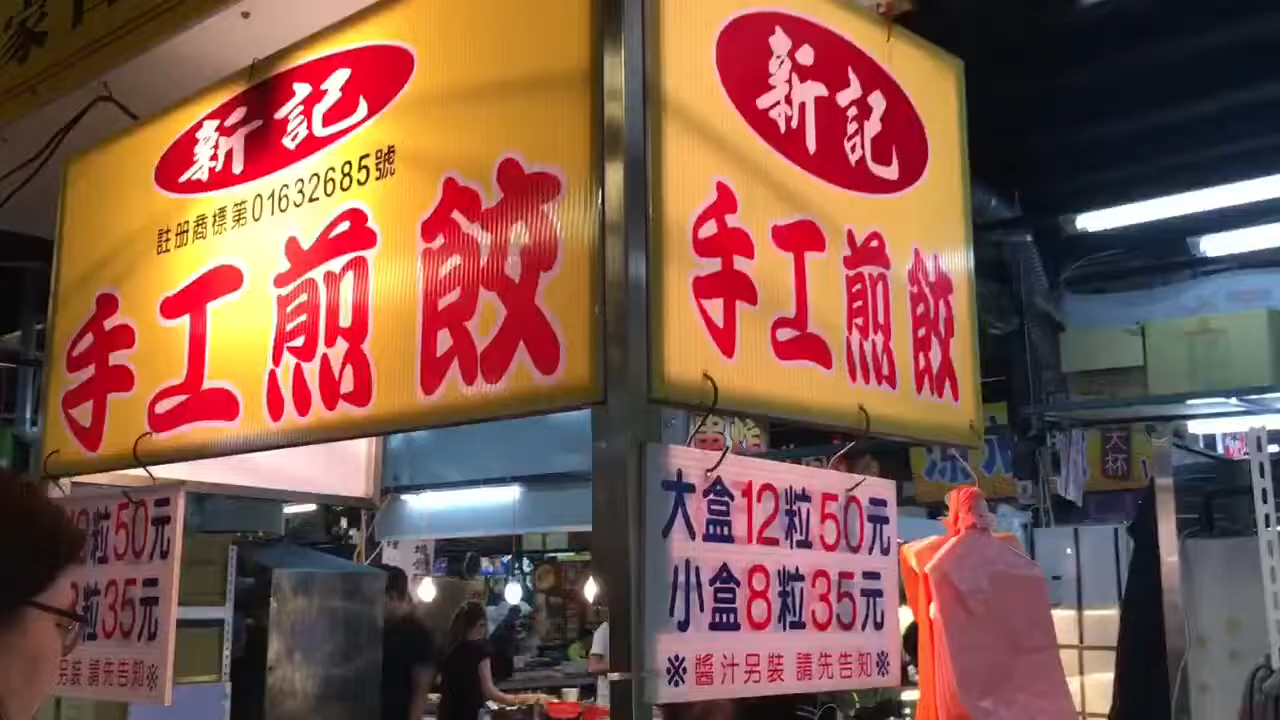 新記
註册商標第01632685號
手工煎餃
新記
手工煎餃
大盒12粒50元
小盒8粒35元
※醬汁另裝 請先告知※
粒50元
粒35元
另裝 請先告知※
大杯